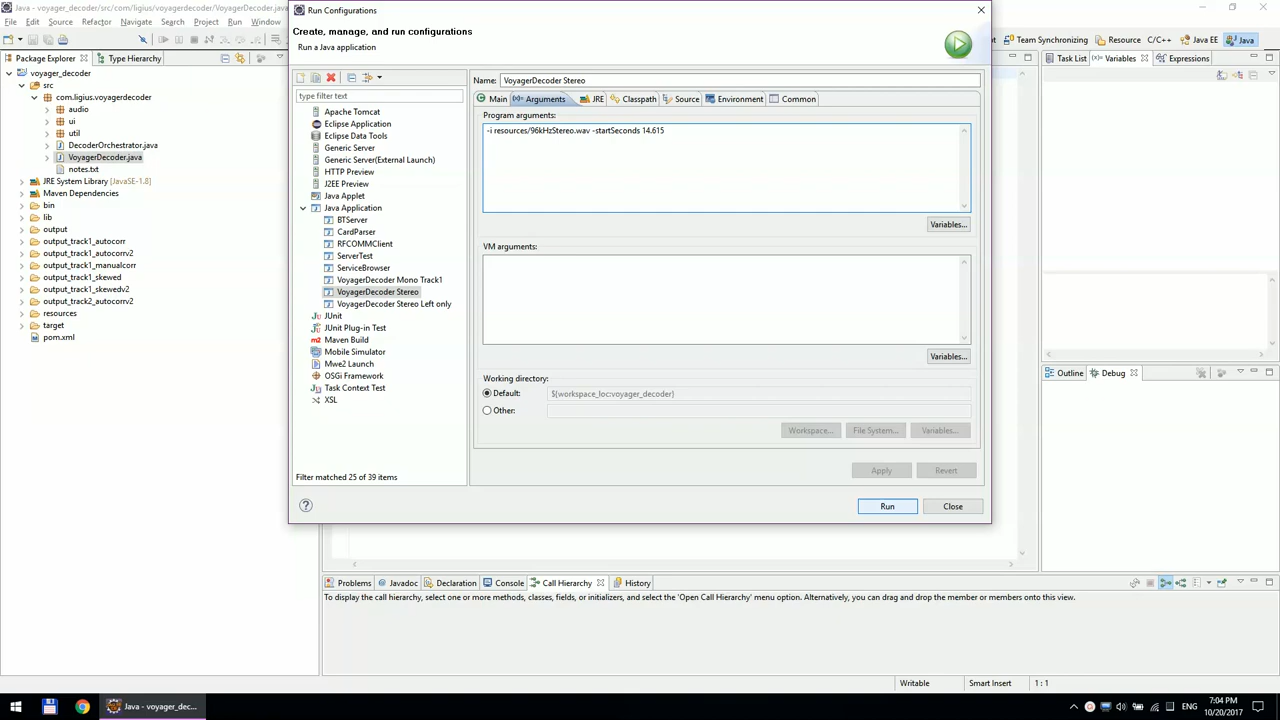 Java - voyager_decoder/src/com/ligius/voyagerdecoder/VoyagerDecoder.java
File Edit Source Refactor Navigate Search Project Run Window
Package Explorer
Type Hierarchy
voyager_decoder
src
com.ligius.voyagerdecoder
audio
ui
util
DecoderOrchestrator.java
VoyagerDecoder.java
notes.txt
JRE System Library [JavaSE-1.8]
Maven Dependencies
bin
lib
output
output_track1_autocorr
output_track1_autocorrv2
output_track1_manualcorr
output_track1_skewed
output_track1_skewedv2
output_track2_autocorrv2
resources
target
pom.xml
Run Configurations
Create, manage, and run configurations
Run a Java application
type filter text
Apache Tomcat
Eclipse Application
Eclipse Data Tools
Generic Server
Generic Server(External Launch)
HTTP Preview
J2EE Preview
Java Applet
Java Application
BTServer
CardParser
RFCOMMClient
ServerTest
ServiceBrowser
VoyagerDecoder Mono Track1
VoyagerDecoder Stereo
VoyagerDecoder Stereo Left only
JUnit
JUnit Plug-in Test
Maven Build
Mobile Simulator
Mwe2 Launch
OSGi Framework
Task Context Test
XSL
Filter matched 25 of 39 items
Name: VoyagerDecoder Stereo
Main Arguments JRE Classpath Source Environment Common
Program arguments:
-i resources/96kHzStereo.wav -startSeconds 14.615
Variables...
VM arguments:
Variables...
Working directory:
Default: ${workspace_loc:voyager_decoder}
Other:
Workspace... File System... Variables...
Apply Revert
Run Close
Team Synchronizing Resource C/C++ Java EE Java
Task List Variables Expressions
Outline Debug
Problems Javadoc Declaration Console Call Hierarchy History
To display the call hierarchy, select one or more methods, classes, fields, or initializers, and select the 'Open Call Hierarchy' menu option. Alternatively, you can drag and drop the member or members onto this view.
Writable Smart Insert 1 : 1
Java - voyager_dec...
ENG
7:04 PM
10/20/2017